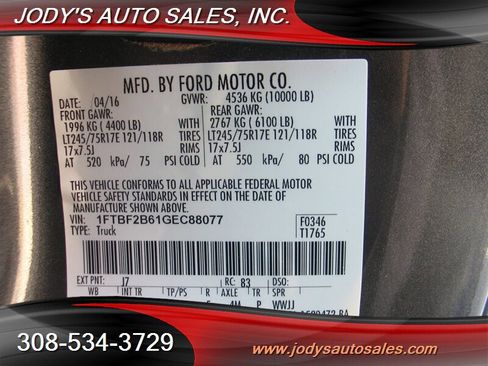 JODY'S AUTO SALES, INC.
MFD. BY FORD MOTOR CO.
DATE: 04/16 GVWR: 4536 KG (10000 LB)
FRONT GAWR: REAR GAWR:
1996 KG ( 4400 LB) WITH 2767 KG ( 6100 LB) WITH
LT245/75R17E 121/118R TIRES LT245/75R17E 121/118R TIRES
17x7.5J RIMS 17x7.5J RIMS
AT 520 kPa/ 75 PSI COLD AT 550 kPa/ 80 PSI COLD
THIS VEHICLE CONFORMS TO ALL APPLICABLE FEDERAL MOTOR
VEHICLE SAFETY STANDARDS IN EFFECT ON THE DATE OF
MANUFACTURE SHOWN ABOVE.
VIN: 1FTBF2B61GEC88077 F0346
TYPE: Truck T1765
EXT PNT: J7 RC: 83 DSO:
WB INT TR TP/PS R AXLE TR SPR
4M P WWJJ
308-534-3729
www.jodysautosales.com